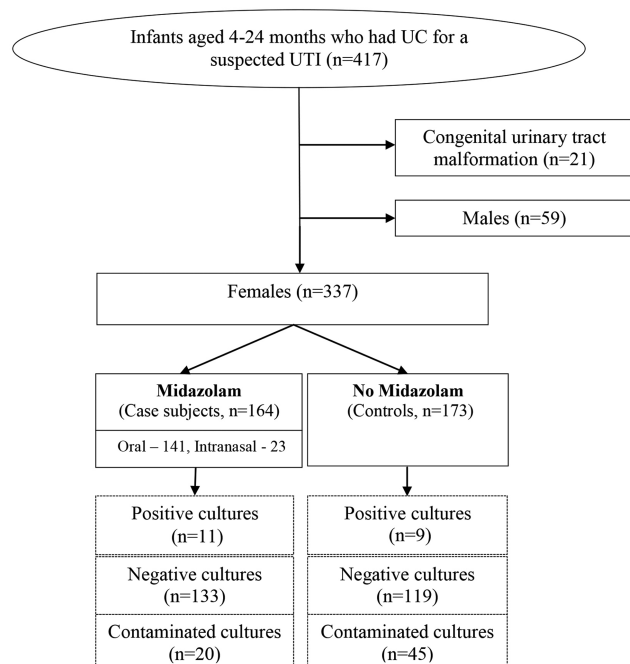 Infants aged 4-24 months who had UC for a
suspected UTI (n=417)
Congenital urinary tract
malformation (n=21)
Males (n=59)
Females (n=337)
Midazolam
(Case subjects, n=164)
Oral – 141, Intranasal - 23
No Midazolam
(Controls, n=173)
Positive cultures
(n=11)
Negative cultures
(n=133)
Contaminated cultures
(n=20)
Positive cultures
(n=9)
Negative cultures
(n=119)
Contaminated cultures
(n=45)